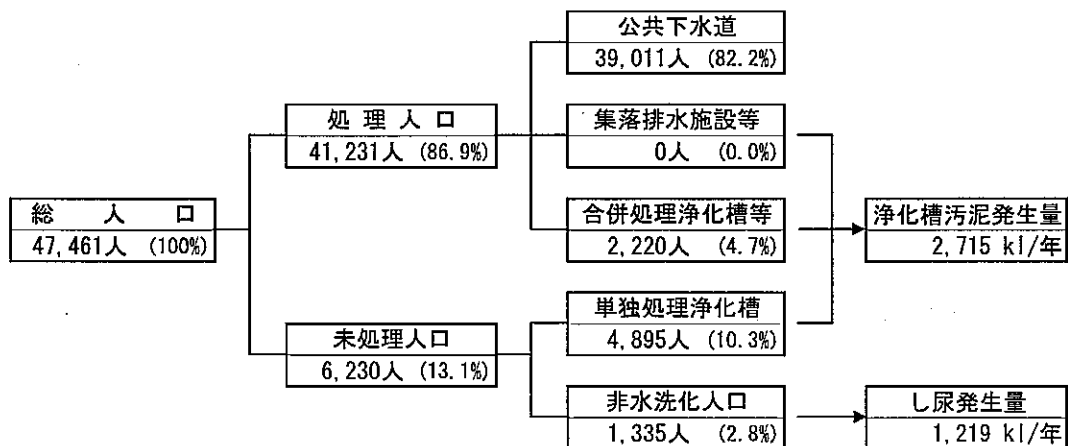 公共下水道
39,011人 (82.2%)
処理人口
41,231人 (86.9%)
集落排水施設等
0人 (0.0%)
総人口
47,461人 (100%)
合併処理浄化槽等
2,220人 (4.7%)
浄化槽汚泥発生量
2,715 kl/年
未処理人口
6,230人 (13.1%)
単独処理浄化槽
4,895人 (10.3%)
非水洗化人口
1,335人 (2.8%)
し尿発生量
1,219 kl/年